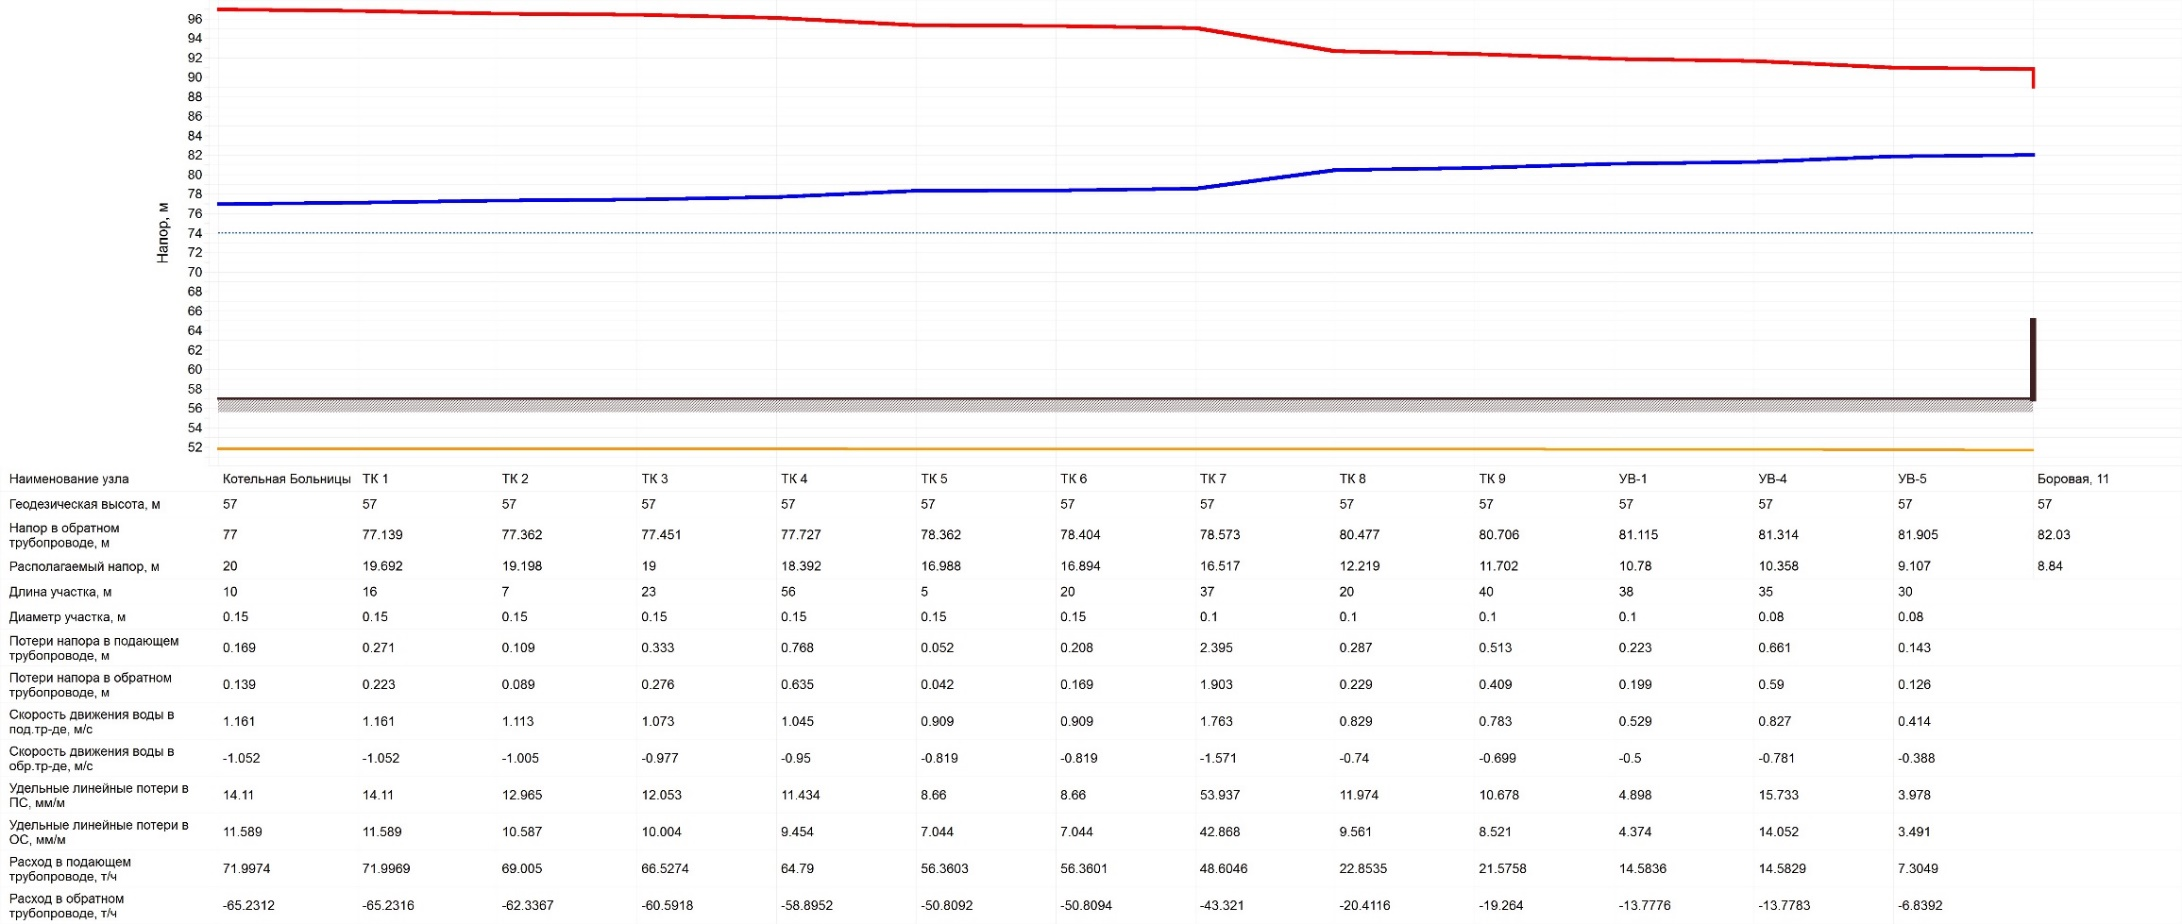 96
94
92
90
88
86
84
82
80
78
76
74
72
70
68
66
64
62
60
58
56
54
52
Напор, м
Наименование узла Котельная Больницы ТК 1 ТК 2 ТК 3 ТК 4 ТК 5 ТК 6 ТК 7 ТК 8 ТК 9 УВ-1 УВ-4 УВ-5 Боровая, 11
Геодезическая высота, м 57 57 57 57 57 57 57 57 57 57 57 57 57 57
Напор в обратном
трубопроводе, м 77 77.139 77.362 77.451 77.727 78.362 78.404 78.573 80.477 80.706 81.115 81.314 81.905 82.03
Располагаемый напор, м 20 19.692 19.198 19 18.392 16.988 16.894 16.517 12.219 11.702 10.78 10.358 9.107 8.84
Длина участка, м 10 16 7 23 56 5 20 37 20 40 38 35 30
Диаметр участка, м 0.15 0.15 0.15 0.15 0.15 0.15 0.15 0.1 0.1 0.1 0.1 0.08 0.08
Потери напора в подающем
трубопроводе, м 0.169 0.271 0.109 0.333 0.768 0.052 0.208 2.395 0.287 0.513 0.223 0.661 0.143
Потери напора в обратном
трубопроводе, м 0.139 0.223 0.089 0.276 0.635 0.042 0.169 1.903 0.229 0.409 0.199 0.59 0.126
Скорость движения воды в
под.тр-де, м/с 1.161 1.161 1.113 1.073 1.045 0.909 0.909 1.763 0.829 0.783 0.529 0.827 0.414
Скорость движения воды в
обр.тр-де, м/с -1.052 -1.052 -1.005 -0.977 -0.95 -0.819 -0.819 -1.571 -0.74 -0.699 -0.5 -0.781 -0.388
Удельные линейные потери в
ПС, мм/м 14.11 14.11 12.965 12.053 11.434 8.66 8.66 53.937 11.974 10.678 4.898 15.733 3.978
Удельные линейные потери в
ОС, мм/м 11.589 11.589 10.587 10.004 9.454 7.044 7.044 42.868 9.561 8.521 4.374 14.052 3.491
Расход в подающем
трубопроводе, т/ч 71.9974 71.9969 69.005 66.5274 64.79 56.3603 56.3601 48.6046 22.8535 21.5758 14.5836 14.5829 7.3049
Расход в обратном
трубопроводе, т/ч -65.2312 -65.2316 -62.3367 -60.5918 -58.8952 -50.8092 -50.8094 -43.321 -20.4116 -19.264 -13.7776 -13.7783 -6.8392